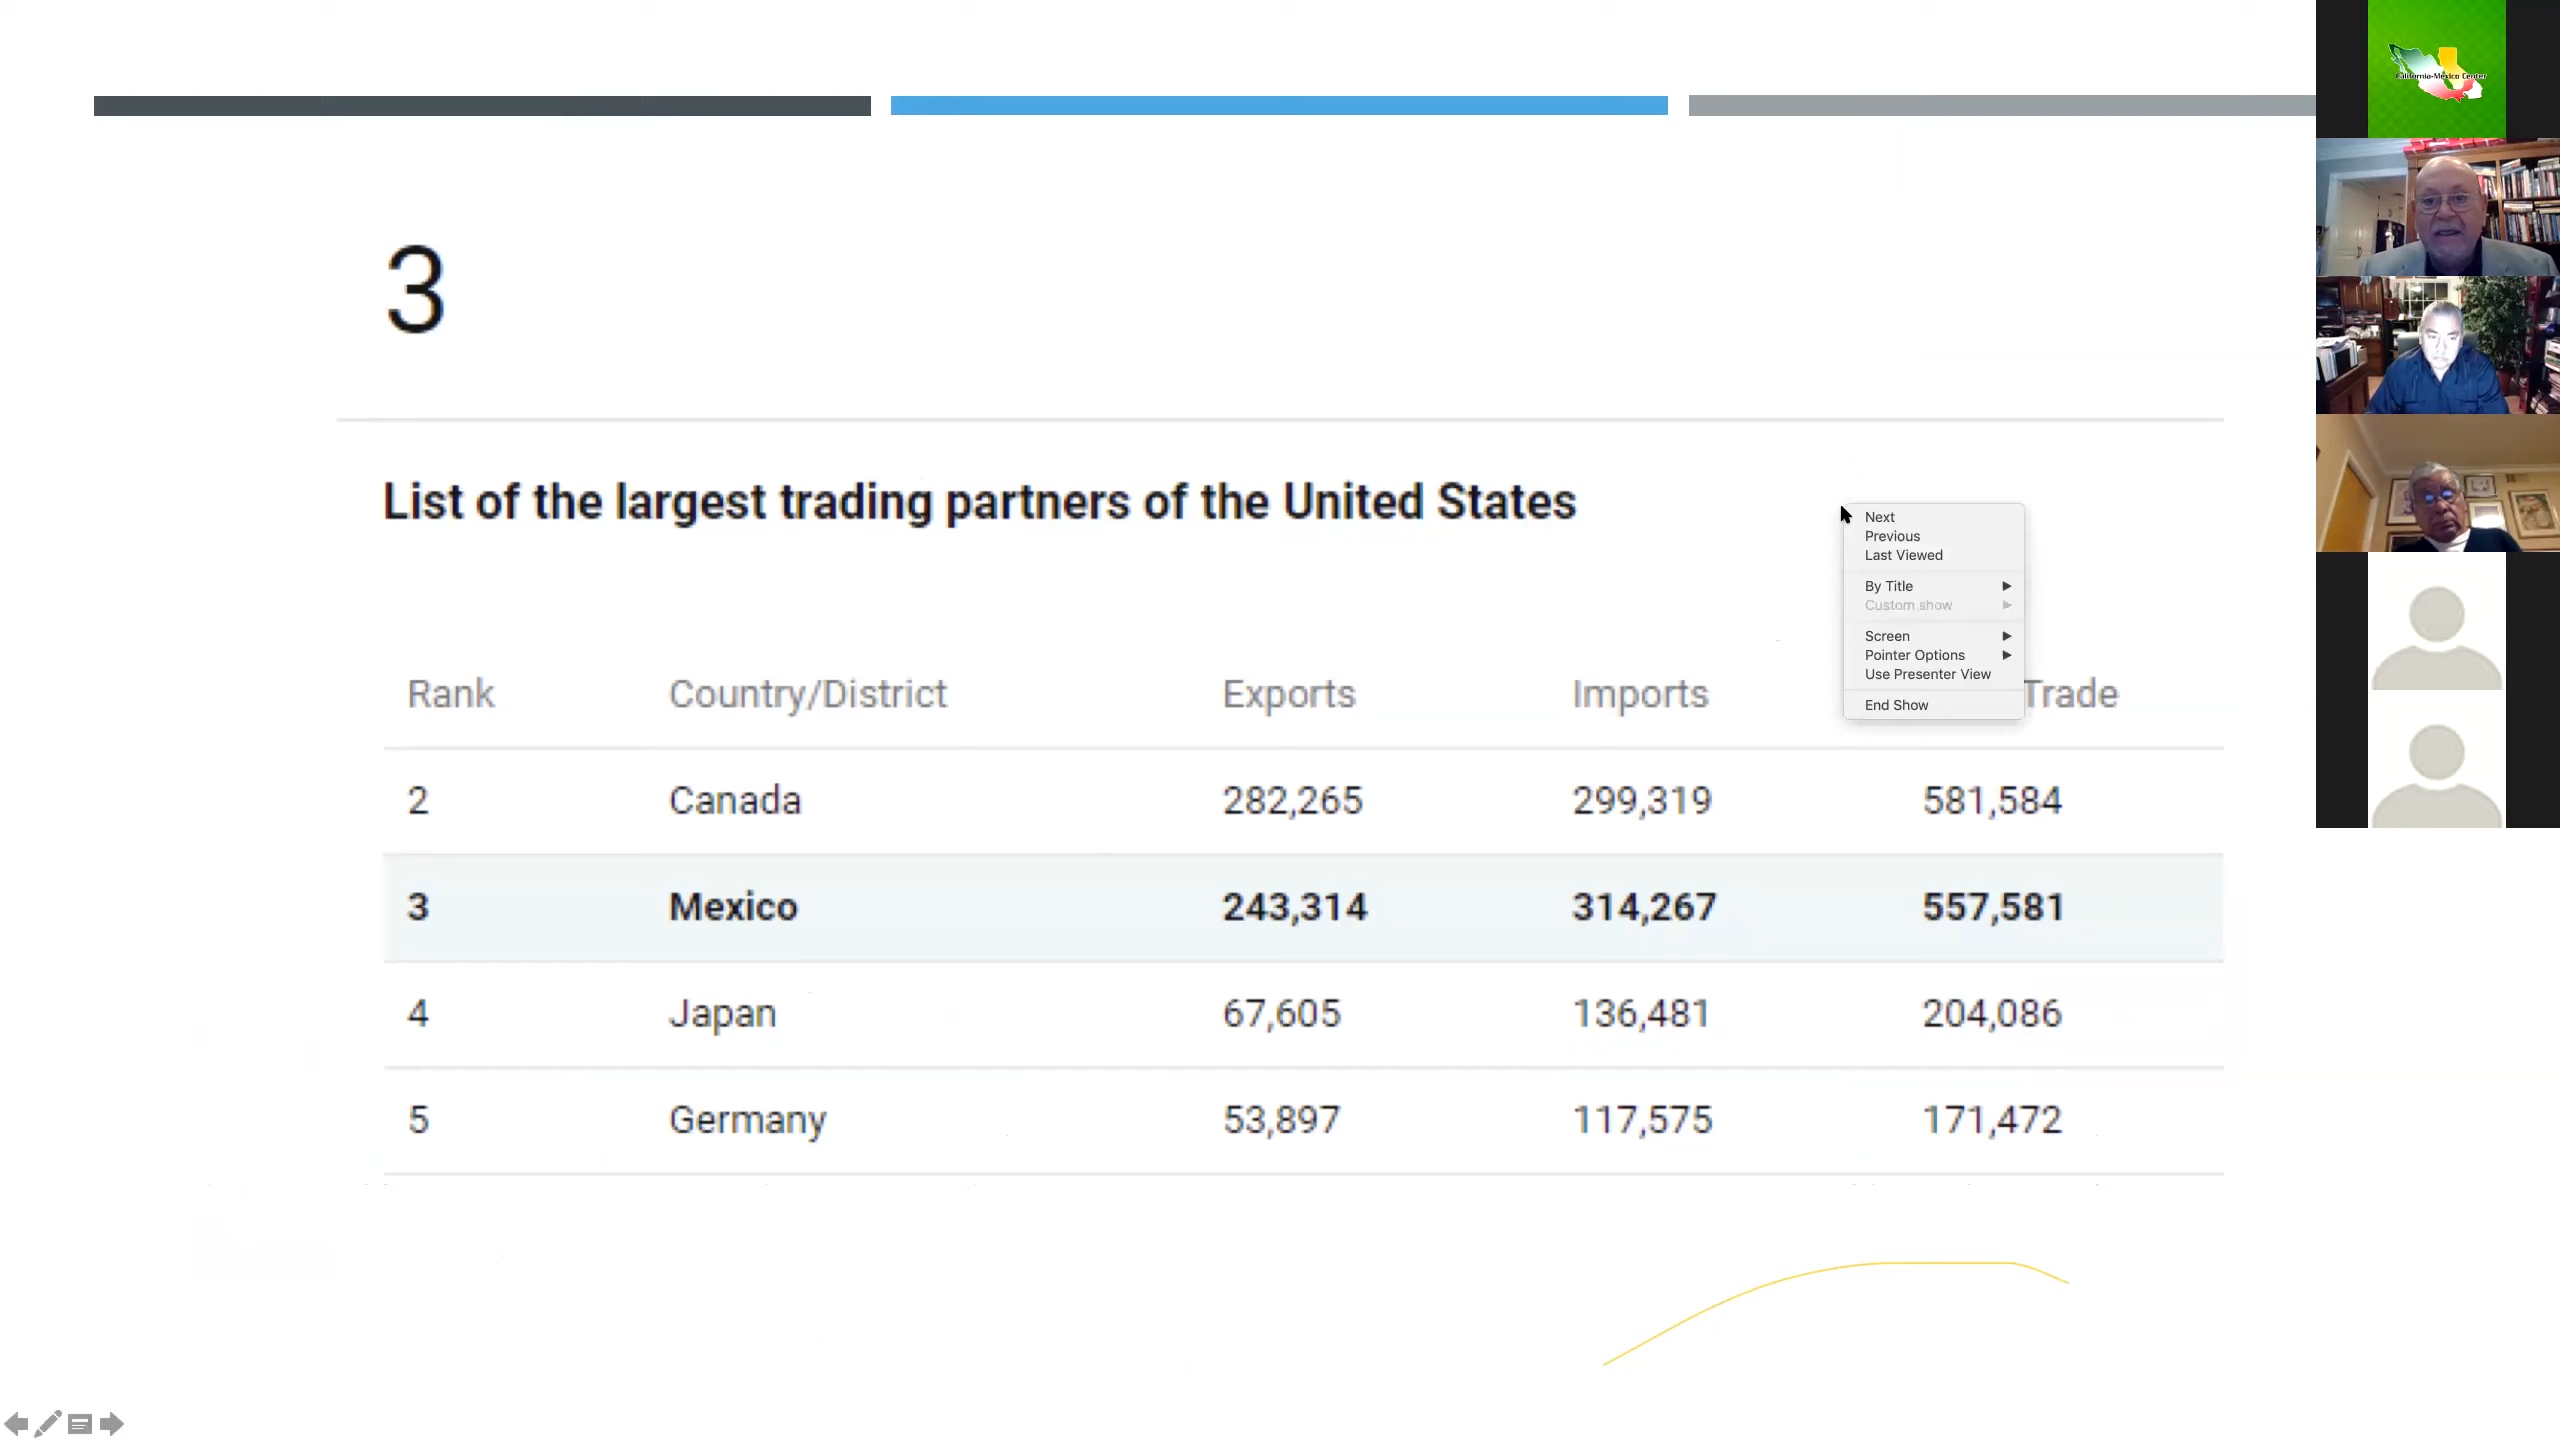 California-México Center
3
List of the largest trading partners of the United States
Next
Previous
Last Viewed
By Title
Custom show
Screen
Pointer Options
Use Presenter View
End Show
Rank Country/District Exports Imports Trade
2 Canada 282,265 299,319 581,584
3 Mexico 243,314 314,267 557,581
4 Japan 67,605 136,481 204,086
5 Germany 53,897 117,575 171,472